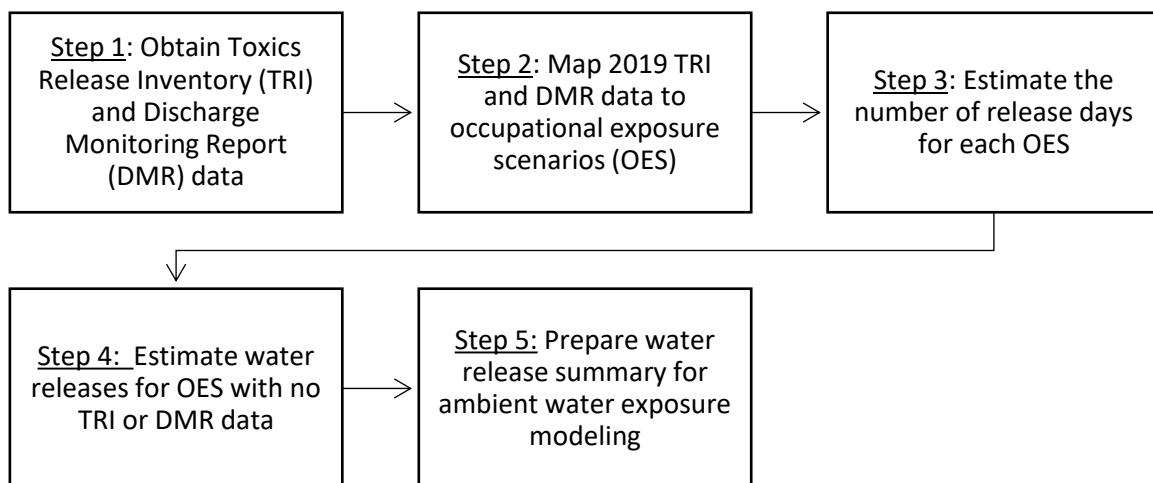 Step 1: Obtain Toxics
Release Inventory (TRI)
and Discharge
Monitoring Report
(DMR) data
Step 2: Map 2019 TRI
and DMR data to
occupational exposure
scenarios (OES)
Step 3: Estimate the
number of release days
for each OES
Step 4:  Estimate water
releases for OES with no
TRI or DMR data
Step 5: Prepare water
release summary for
ambient water exposure
modeling